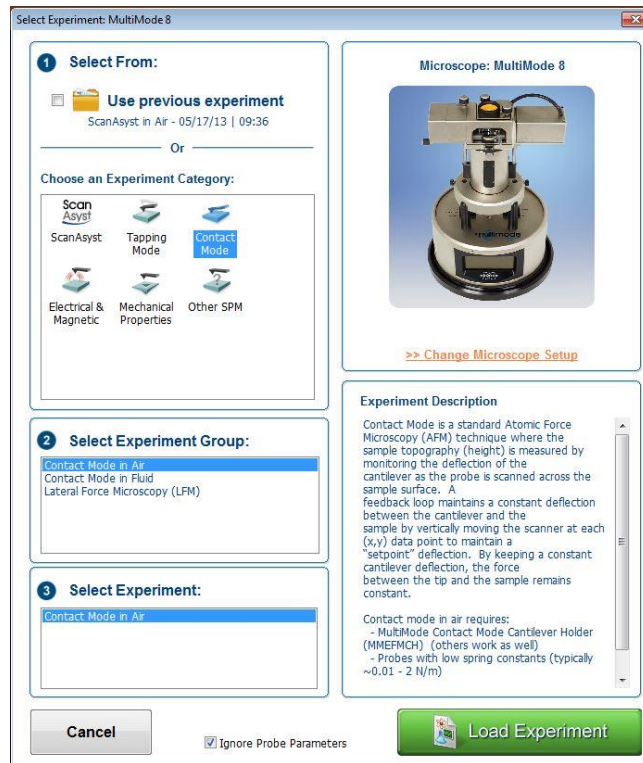 Select Experiment: MultiMode 8
1 Select From:
Use previous experiment
ScanAsyst in Air - 05/17/13 | 09:36
Or
Choose an Experiment Category:
Scan
Asyst
ScanAsyst
Tapping
Mode
Contact
Mode
Electrical &
Magnetic
Mechanical
Properties
Other SPM
2 Select Experiment Group:
Contact Mode in Air
Contact Mode in Fluid
Lateral Force Microscopy (LFM)
3 Select Experiment:
Contact Mode in Air
Cancel
Ignore Probe Parameters
Microscope: MultiMode 8
multimode
>> Change Microscope Setup
Experiment Description
Contact Mode is a standard Atomic Force
Microscopy (AFM) technique where the
sample topography (height) is measured by
monitoring the deflection of the
cantilever as the probe is scanned across the
sample surface. A
feedback loop maintains a constant deflection
between the cantilever and the
sample by vertically moving the scanner at each
(x,y) data point to maintain a
"setpoint" deflection. By keeping a constant
cantilever deflection, the force
between the tip and the sample remains
constant.
Contact mode in air requires:
- MultiMode Contact Mode Cantilever Holder
(MMEFMCH) (others work as well)
- Probes with low spring constants (typically
~0.01 - 2 N/m)
Load Experiment